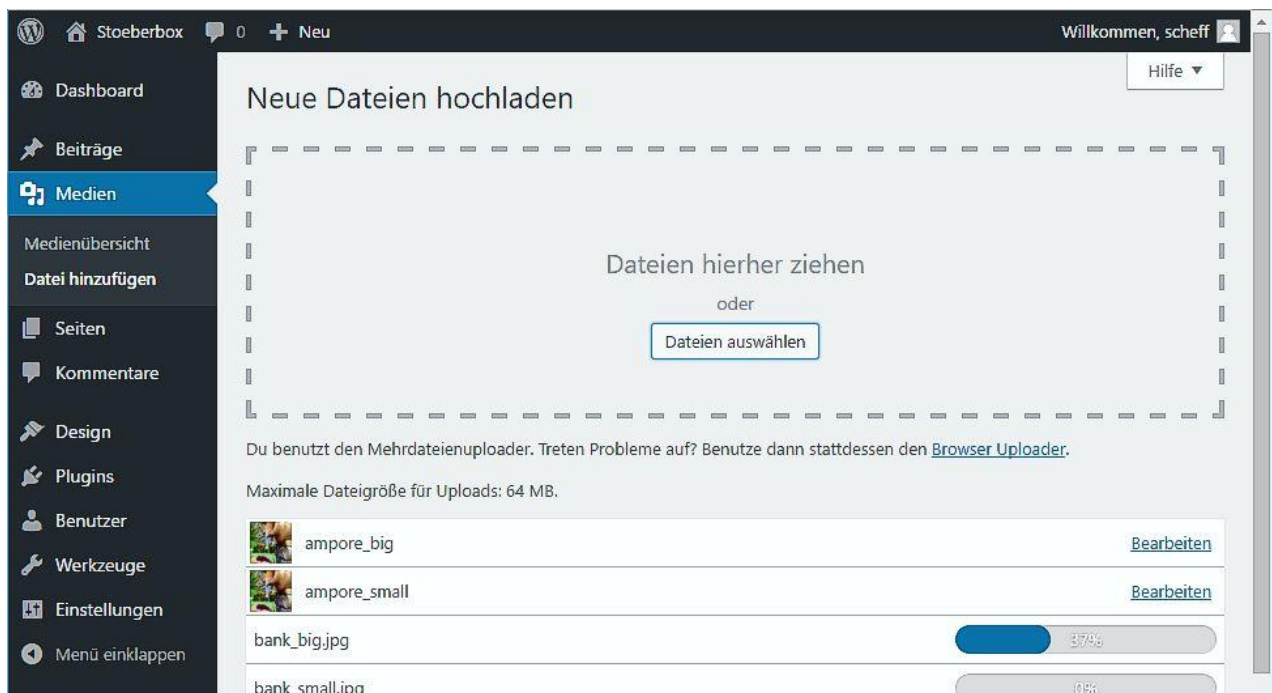 Stoeberbox 0 Neu Willkommen, scheff
Hilfe
Dashboard
Beiträge
Medien
Medienübersicht
Datei hinzufügen
Seiten
Kommentare
Design
Plugins
Benutzer
Werkzeuge
Einstellungen
Menü einklappen
Neue Dateien hochladen
Dateien hierher ziehen
oder
Dateien auswählen
Du benutzt den Mehrdateienuploader. Treten Probleme auf? Benutze dann stattdessen den Browser Uploader.
Maximale Dateigröße für Uploads: 64 MB.
ampore_big Bearbeiten
ampore_small Bearbeiten
bank_big.jpg 37%
bank_small.jpg 0%